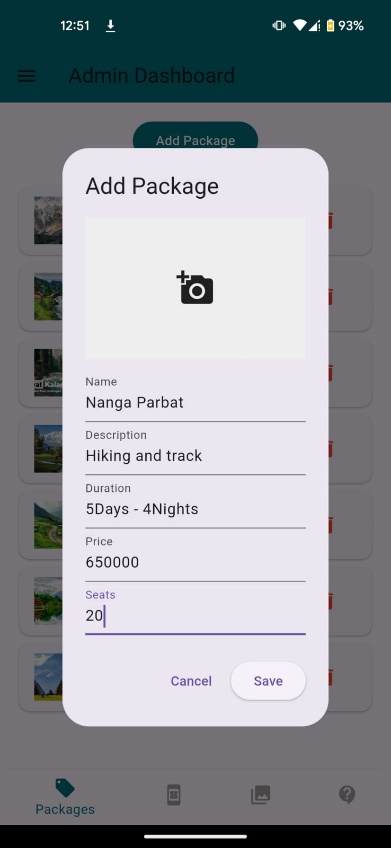 12:51
93%
Admin Dashboard
Add Package
Add Package
Name
Nanga Parbat
Description
Hiking and track
Duration
5Days - 4Nights
Price
650000
Seats
20
Cancel
Save
Packages